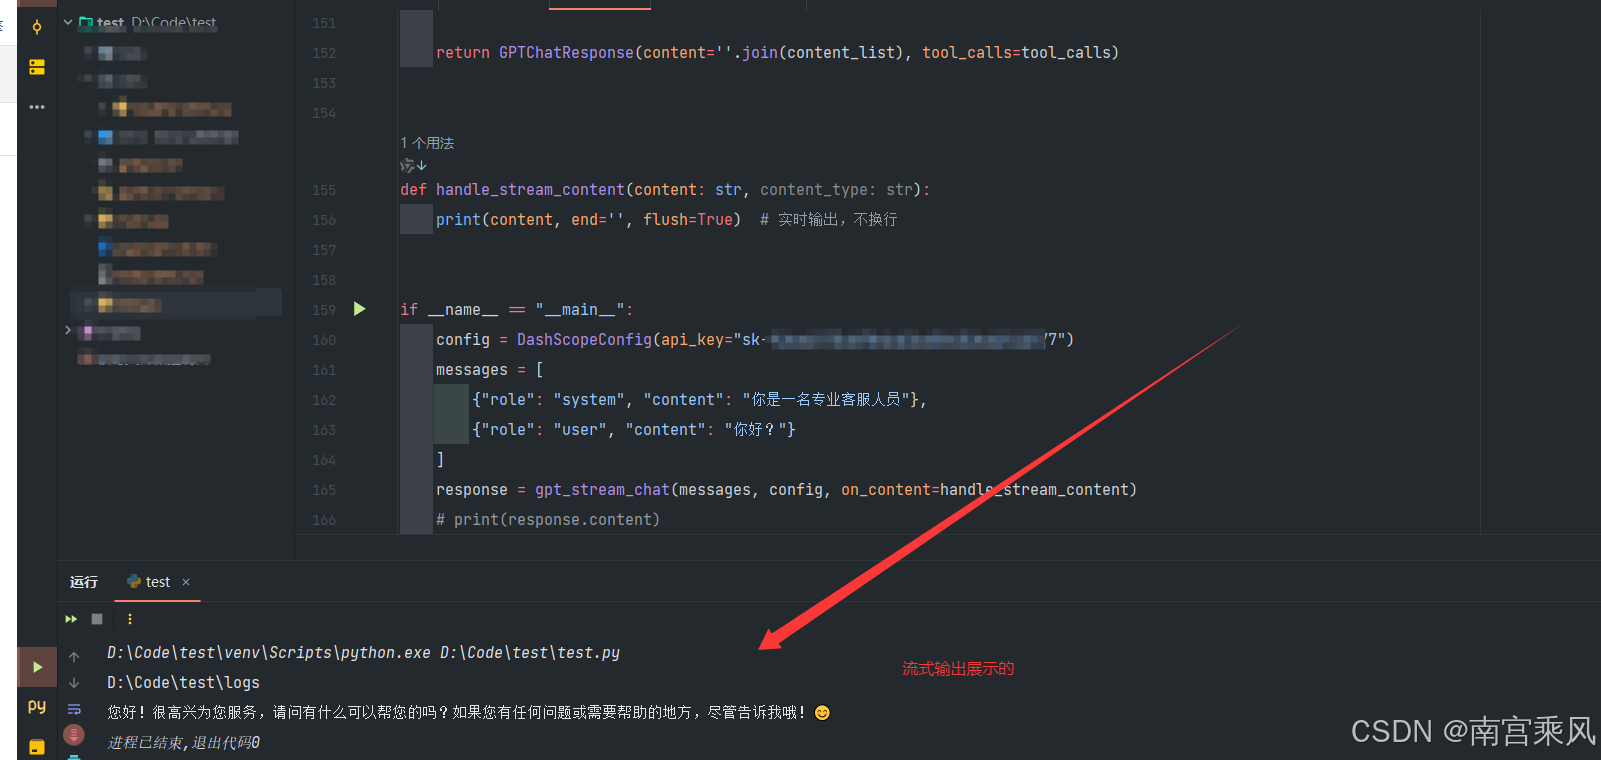 test D:\Code\test
151
152 return GPTChatResponse(content=''.join(content_list), tool_calls=tool_calls)
153
154
1 个用法
155 def handle_stream_content(content: str, content_type: str):
156 print(content, end='', flush=True)  # 实时输出，不换行
157
158
159 if __name__ == "__main__":
160 config = DashScopeConfig(api_key="sk-77")
161 messages = [
162 {"role": "system", "content": "你是一名专业客服人员"},
163 {"role": "user", "content": "你好？"}
164 ]
165 response = gpt_stream_chat(messages, config, on_content=handle_stream_content)
166 # print(response.content)
运行 test ×
D:\Code\test\venv\Scripts\python.exe D:\Code\test\test.py
D:\Code\test\logs
流式输出展示的
您好！很高兴为您服务，请问有什么可以帮您的吗？如果您有任何问题或需要帮助的地方，尽管告诉我哦！😊
进程已结束,退出代码0
py
CSDN @南宫乘风